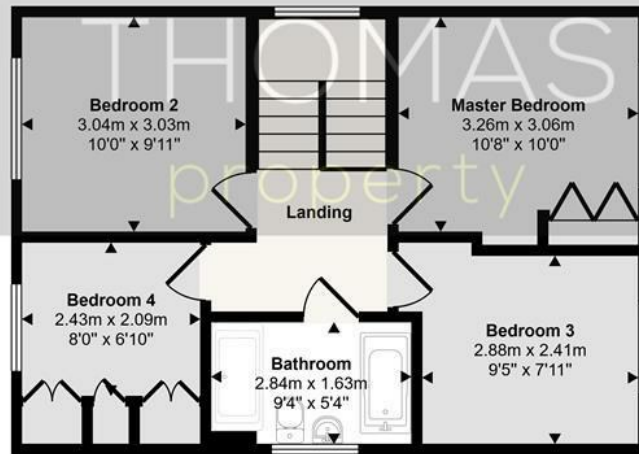 THOMAS
property
Bedroom 2
3.04m x 3.03m
10'0" x 9'11"
Master Bedroom
3.26m x 3.06m
10'8" x 10'0"
Landing
Bedroom 4
2.43m x 2.09m
8'0" x 6'10"
Bathroom
2.84m x 1.63m
9'4" x 5'4"
Bedroom 3
2.88m x 2.41m
9'5" x 7'11"